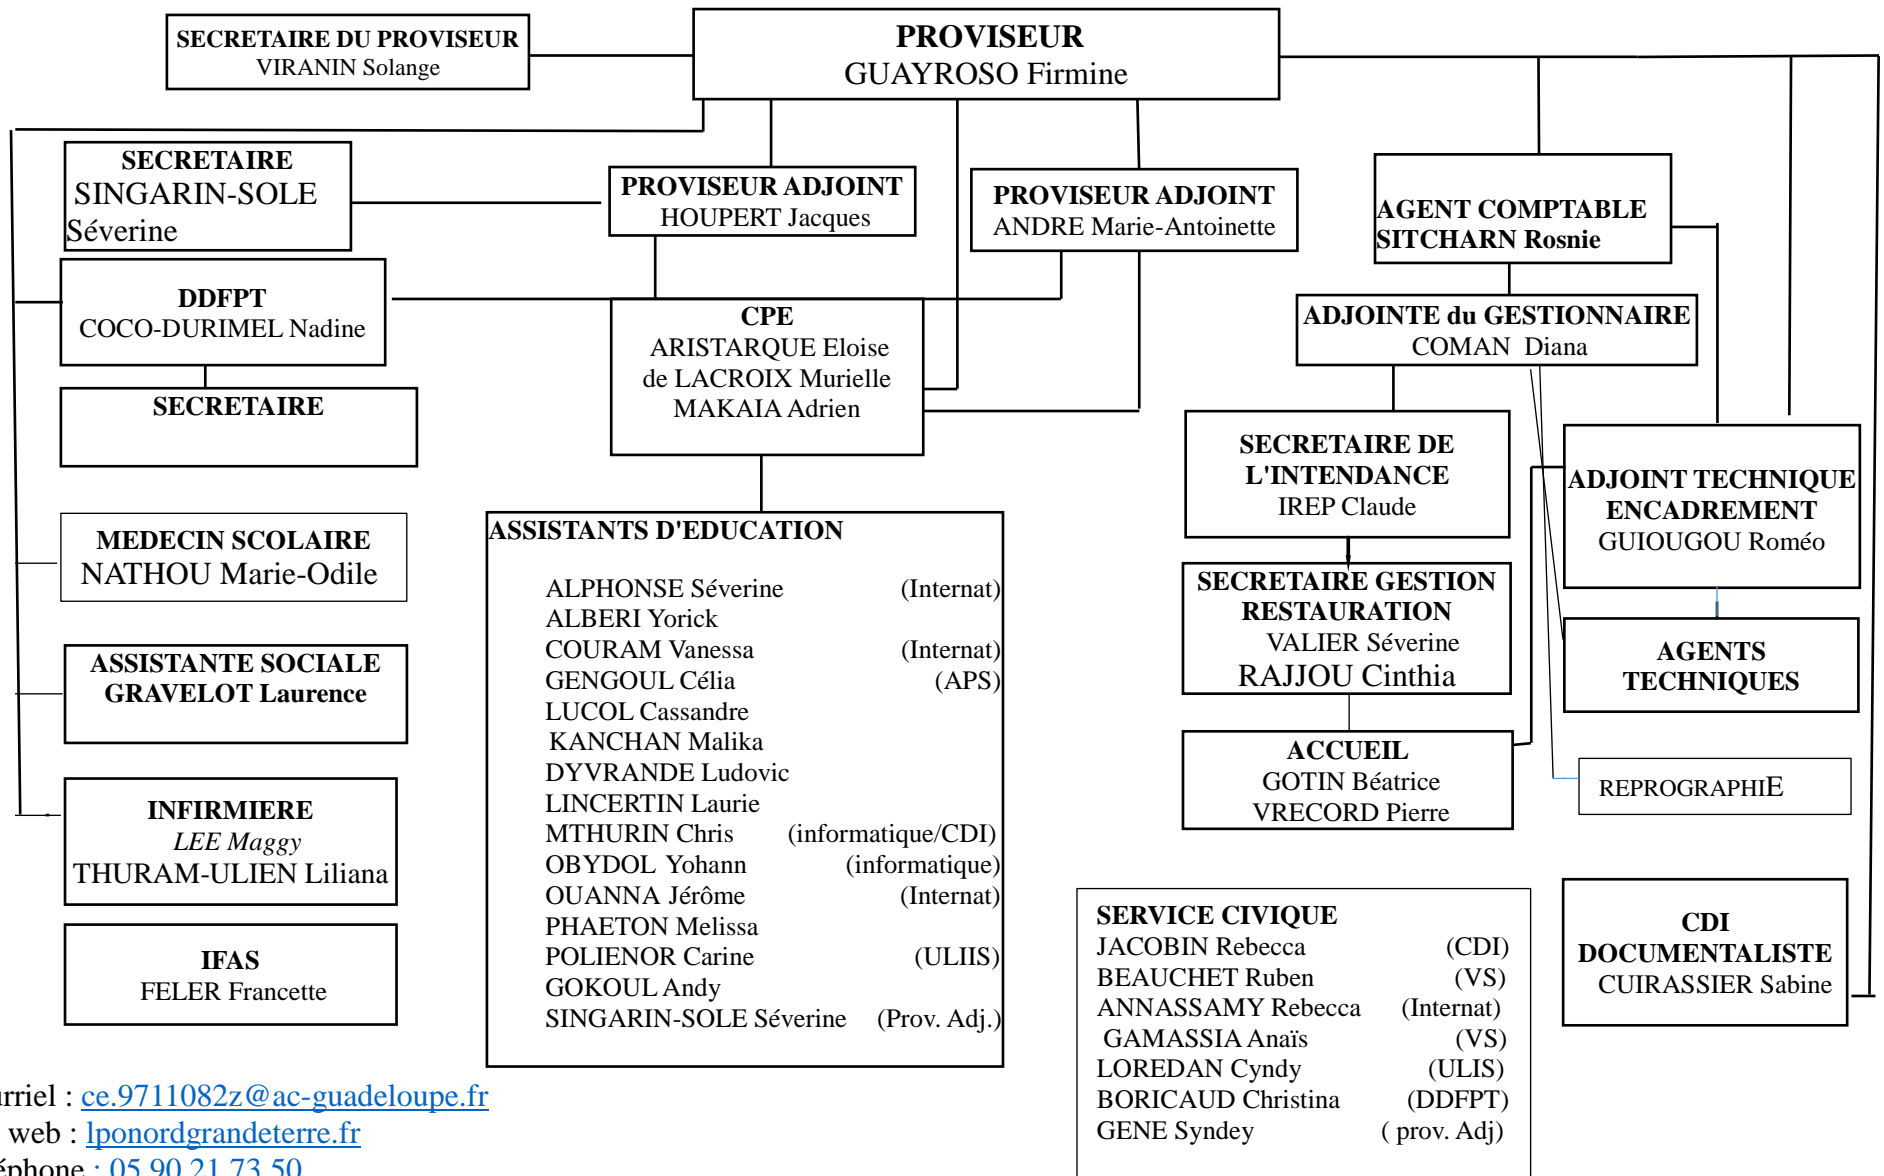 SECRETAIRE DU PROVISEUR
VIRANIN Solange
PROVISEUR
GUAYROSO Firmine
SECRETAIRE
SINGARIN-SOLE
Séverine
PROVISEUR ADJOINT
HOUPERT Jacques
PROVISEUR ADJOINT
ANDRE Marie-Antoinette
AGENT COMPTABLE
SITCHARN Rosnie
DDFPT
COCO-DURIMEL Nadine
CPE
ARISTARQUE Eloise
de LACROIX Murielle
MAKAIA Adrien
ADJOINTE du GESTIONNAIRE
COMAN Diana
SECRETAIRE
SECRETAIRE DE
L'INTENDANCE
IREP Claude
ADJOINT TECHNIQUE
ENCADREMENT
GUIOUGOU Roméo
MEDECIN SCOLAIRE
NATHOU Marie-Odile
ASSISTANTS D'EDUCATION
ALPHONSE Séverine (Internat)
ALBERI Yorick
COURAM Vanessa (Internat)
GENGOUL Célia (APS)
LUCOL Cassandre
KANCHAN Malika
DYVRANDE Ludovic
LINCERTIN Laurie
MTHURIN Chris (informatique/CDI)
OBYDOL Yohann (informatique)
OUANNA Jérôme (Internat)
PHAETON Melissa
POLIENOR Carine (ULIIS)
GOKOUL Andy
SINGARIN-SOLE Séverine (Prov. Adj.)
SECRETAIRE GESTION
RESTAURATION
VALIER Séverine
RAJJOU Cinthia
AGENTS
TECHNIQUES
ASSISTANTE SOCIALE
GRAVELOT Laurence
ACCUEIL
GOTIN Béatrice
VRECORD Pierre
REPROGRAPHIE
INFIRMIERE
LEE Maggy
THURAM-ULIEN Liliana
IFAS
FELER Francette
SERVICE CIVIQUE
JACOBIN Rebecca (CDI)
BEAUCHET Ruben (VS)
ANNASSAMY Rebecca (Internat)
GAMASSIA Anaïs (VS)
LOREDAN Cyndy (ULIS)
BORICAUD Christina (DDFPT)
GENE Syndey ( prov. Adj)
CDI
DOCUMENTALISTE
CUIRASSIER Sabine
urriel : ce.9711082z@ac-guadeloupe.fr
web : lponordgrandeterre.fr
éphone : 05 90 21 73 50